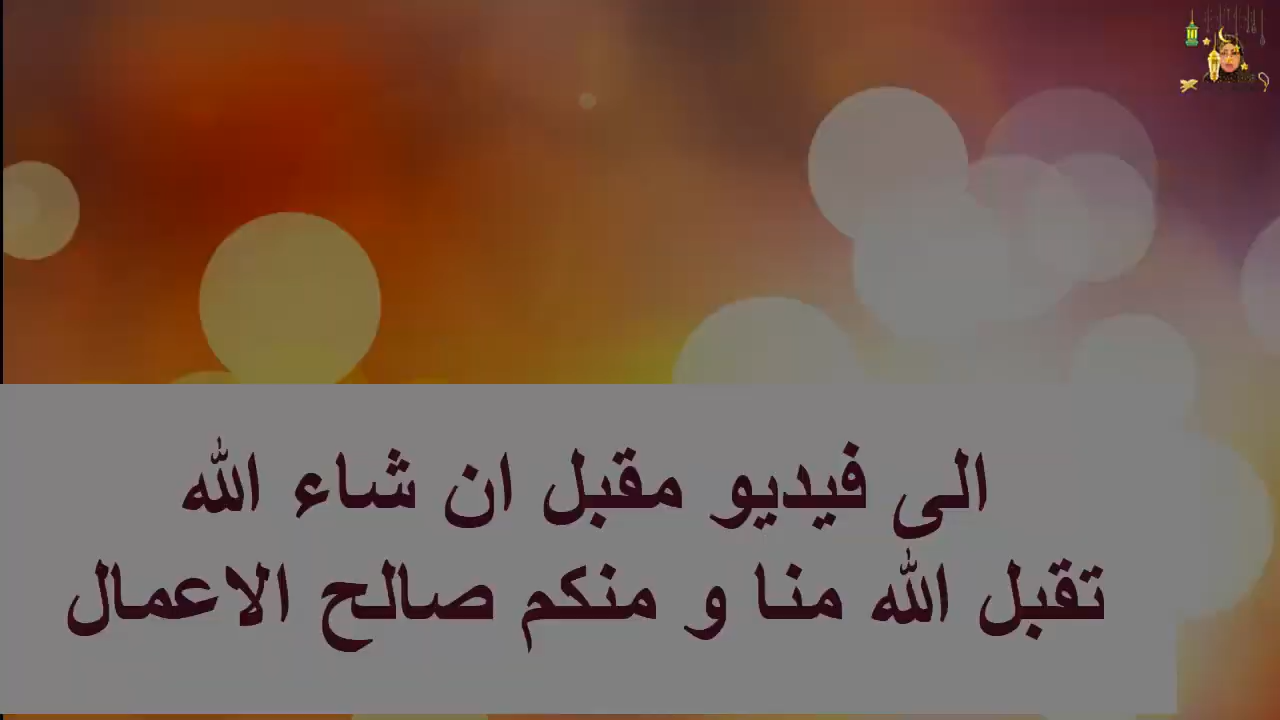 الى فيديو مقبل ان شاء الله
تقبل الله منا و منكم صالح الاعمال